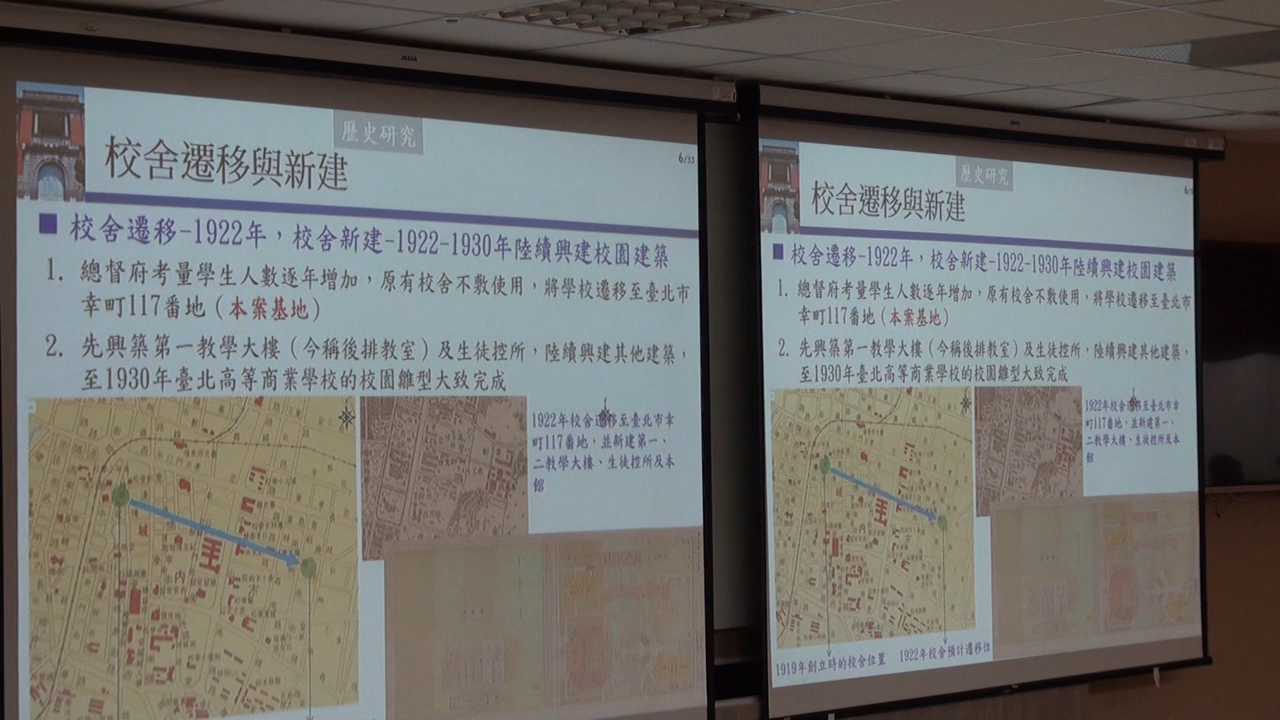 歷史研究
6/33
校舍遷移與新建
校舍遷移-1922年，校舍新建-1922-1930年陸續興建校園建築
1. 總督府考量學生人數逐年增加，原有校舍不敷使用，將學校遷移至臺北市
幸町117番地（本案基地）
2. 先興築第一教學大樓（今稱後排教室）及生徒控所，陸續興建其他建築，
至1930年臺北高等商業學校的校園雛型大致完成
1922年校舍遷移至臺北市幸
町117番地，並新建第一、
二教學大樓、生徒控所及本
館
歷史研究
校舍遷移與新建
校舍遷移-1922年，校舍新建-1922-1930年陸續興建校園建築
1. 總督府考量學生人數逐年增加，原有校舍不敷使用，將學校遷移至臺北市
幸町117番地（本案基地）
2. 先興築第一教學大樓（今稱後排教室）及生徒控所，陸續興建其他建築，
至1930年臺北高等商業學校的校園雛型大致完成
1922年校舍遷移至臺北市幸
町117番地，並新建第一、
二教學大樓、生徒控所及本
館
1919年創立時的校舍位置 1922年校舍預計遷移位